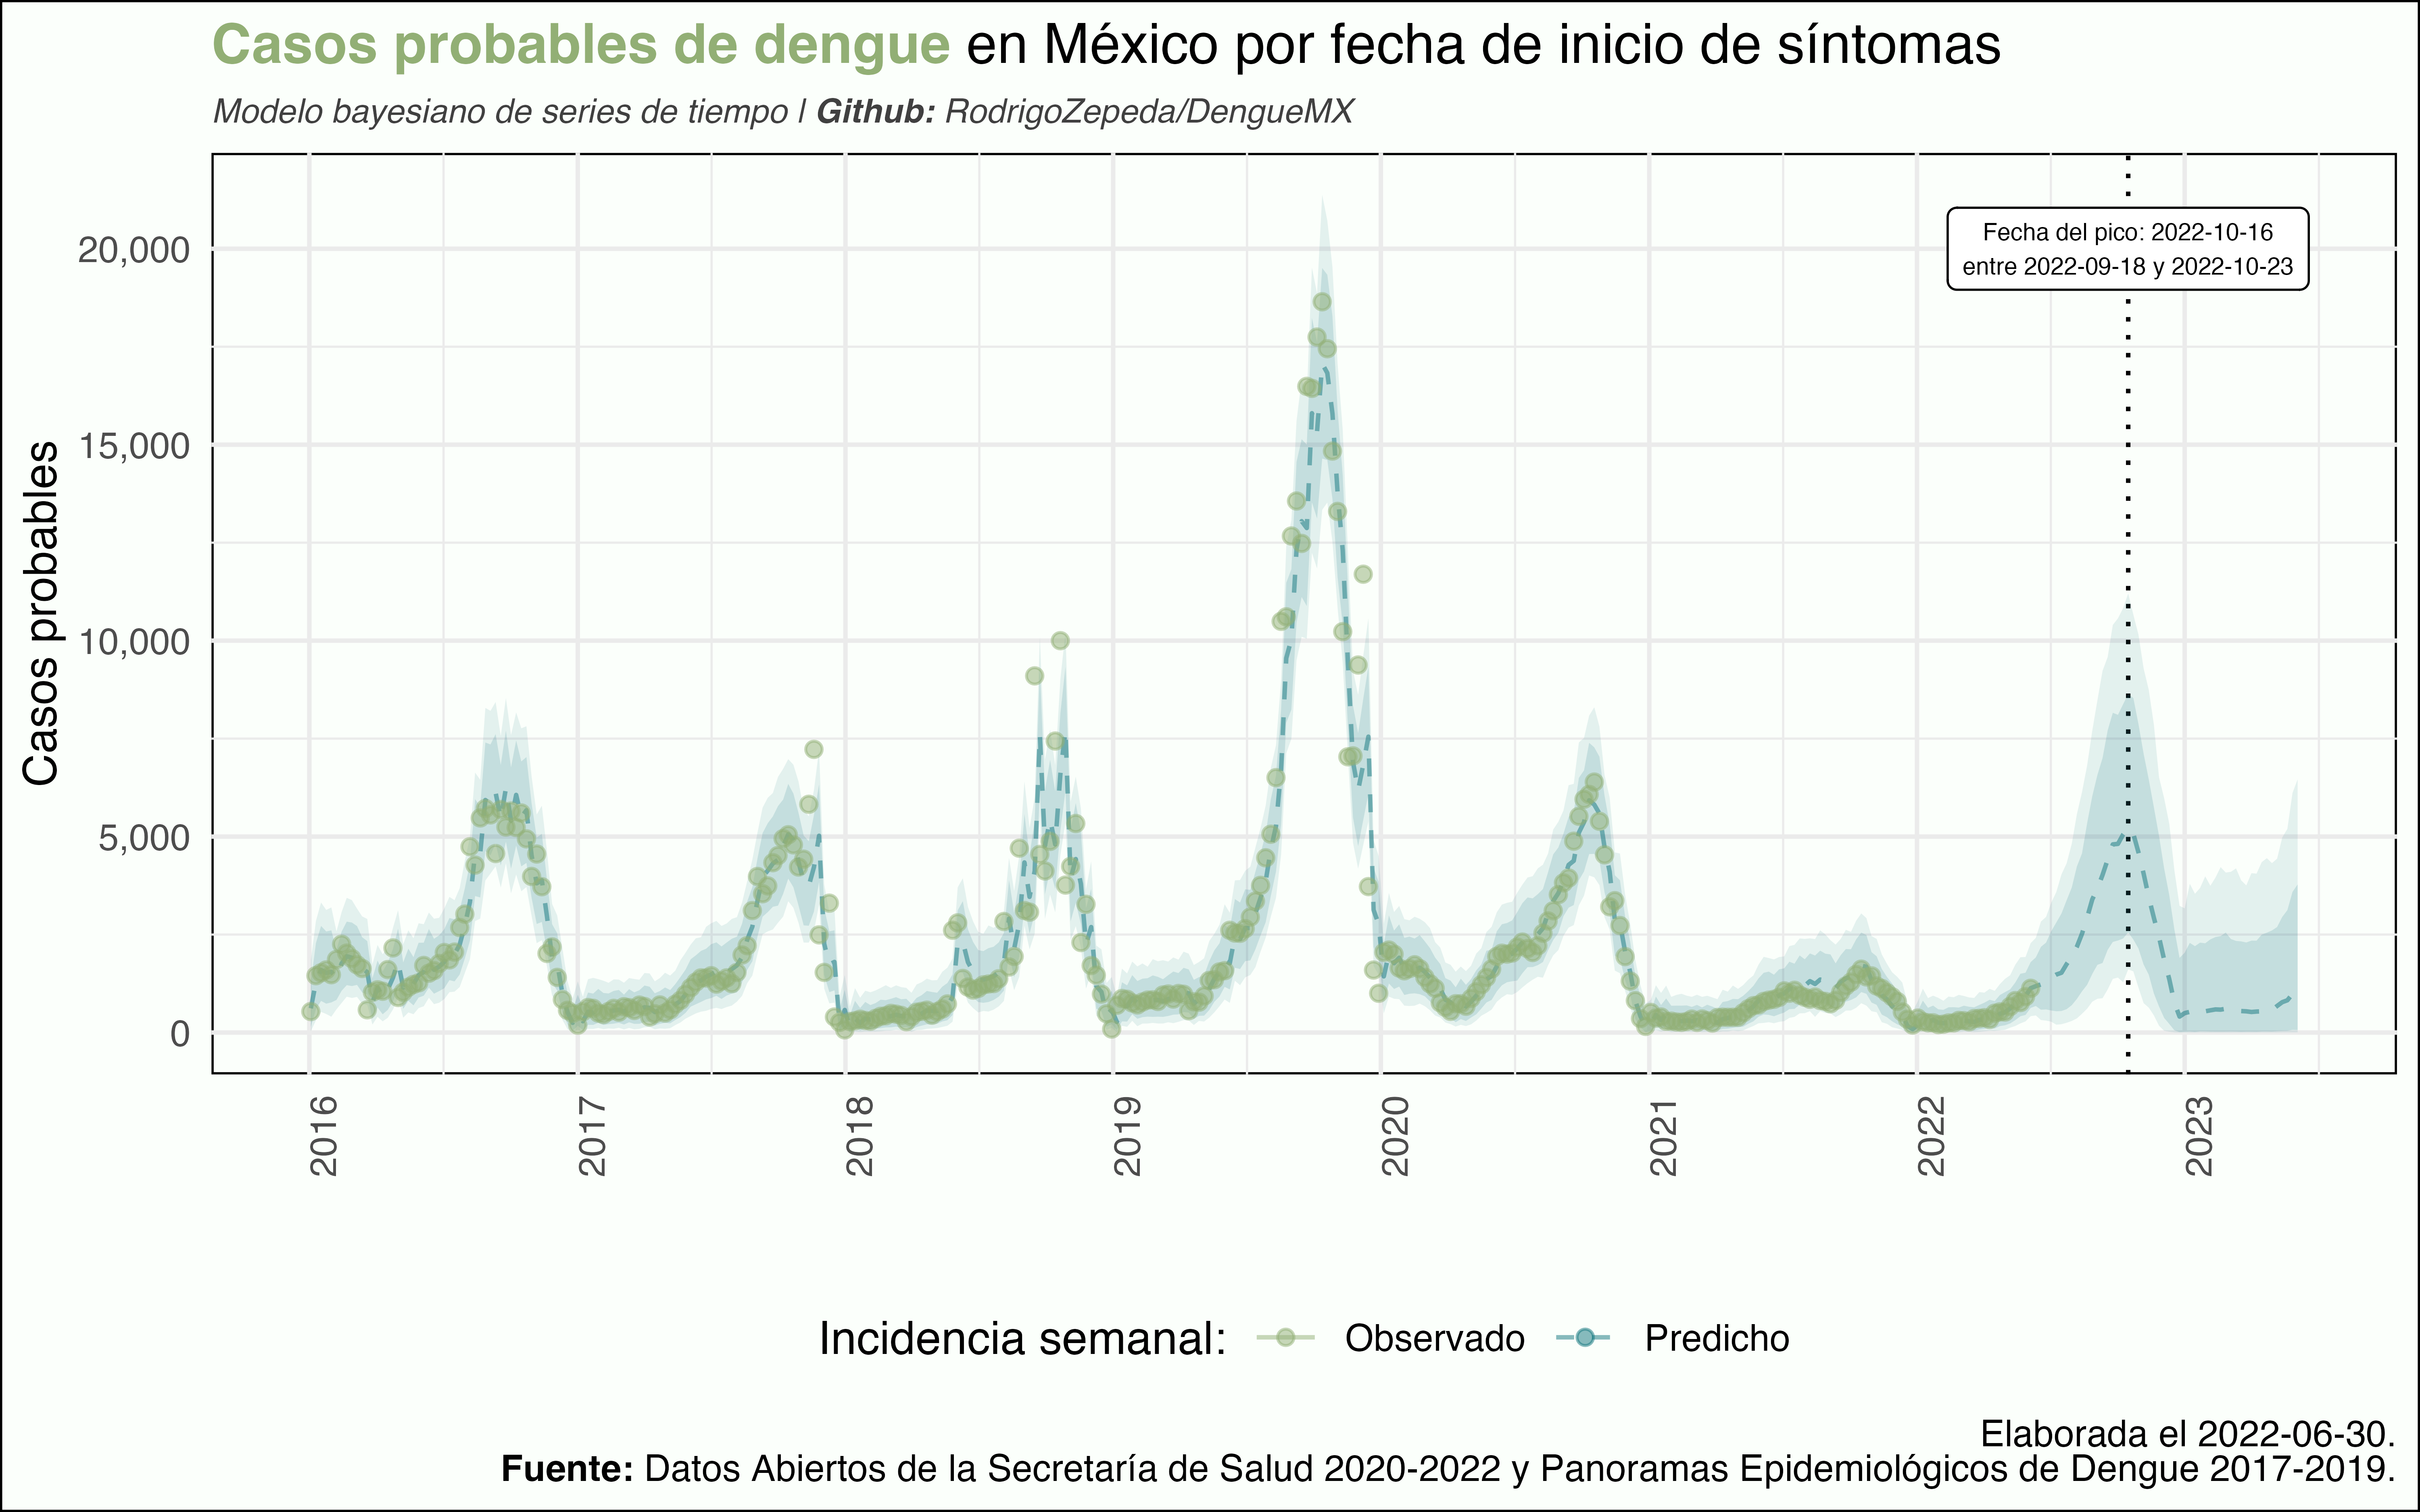 Casos probables de dengue en México por fecha de inicio de síntomas
Modelo bayesiano de series de tiempo | Github: RodrigoZepeda/DengueMX
Casos probables
20,000
15,000
10,000
5,000
0
Fecha del pico: 2022-10-16
entre 2022-09-18 y 2022-10-23
2016
2017
2018
2019
2020
2021
2022
2023
Incidencia semanal:
Observado
Predicho
Elaborada el 2022-06-30.
Fuente: Datos Abiertos de la Secretaría de Salud 2020-2022 y Panoramas Epidemiológicos de Dengue 2017-2019.